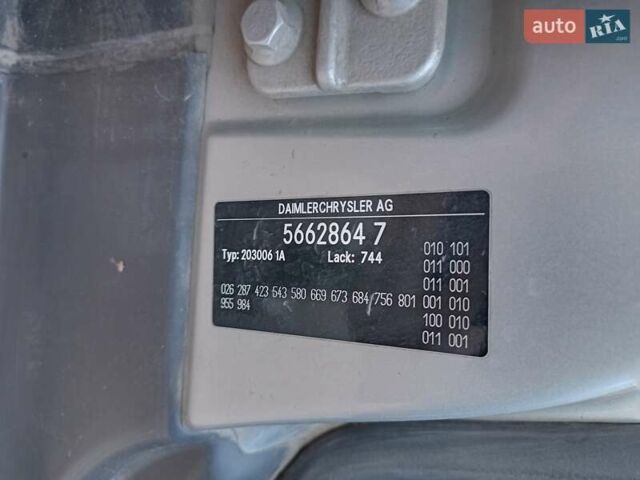 auto RIA .com
DAIMLERCHRYSLER AG
5662864 7
Typ: 203006 1A Lack: 744
010 101
011 000
011 001
026 287 423 543 580 669 673 684 756 801 001 010
955 984
100 010
011 001